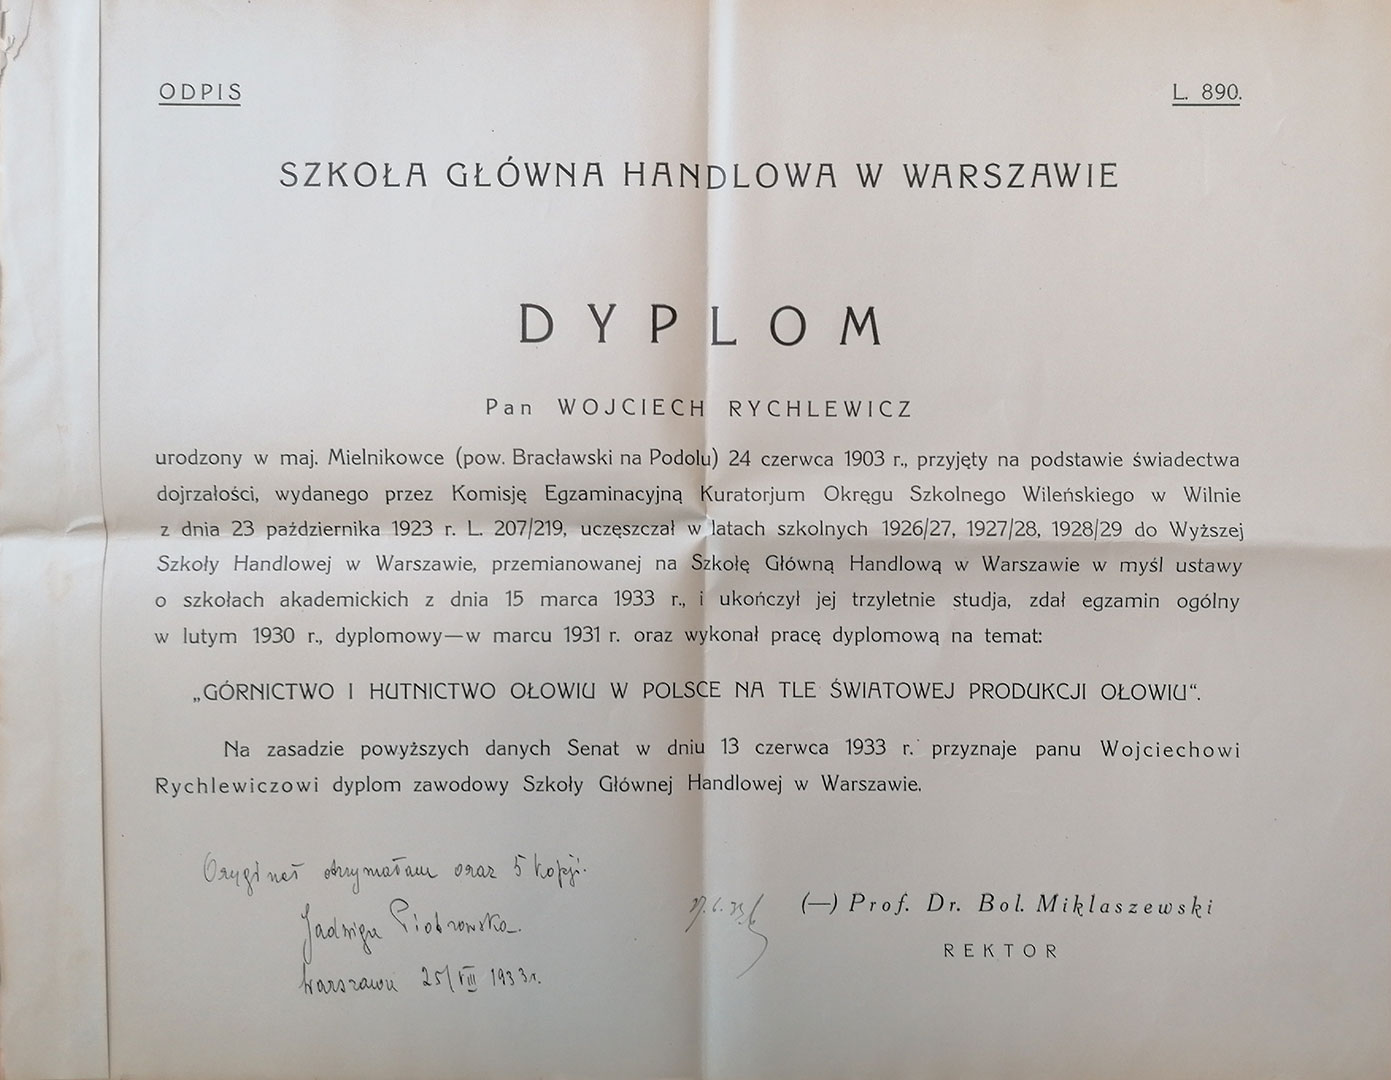 ODPIS
L. 890.
SZKOŁA GŁÓWNA HANDLOWA W WARSZAWIE
DYPLOM
Pan WOJCIECH RYCHLEWICZ
urodzony w maj. Mielnikowce (pow. Bracławski na Podolu) 24 czerwca 1903 r., przyjęty na podstawie świadectwa
dojrzałości, wydanego przez Komisję Egzaminacyjną Kuratorjum Okręgu Szkolnego Wileńskiego w Wilnie
z dnia 23 października 1923 r. L. 207/219, uczęszczał w latach szkolnych 1926/27, 1927/28, 1928/29 do Wyższej
Szkoły Handlowej w Warszawie, przemianowanej na Szkołę Główną Handlową w Warszawie w myśl ustawy
o szkołach akademickich z dnia 15 marca 1933 r., i ukończył jej trzyletnie studja, zdał egzamin ogólny
w lutym 1930 r., dyplomowy—w marcu 1931 r. oraz wykonał pracę dyplomową na temat:
„GÓRNICTWO I HUTNICTWO OŁOWIU W POLSCE NA TLE ŚWIATOWEJ PRODUKCJI OŁOWIU“.
Na zasadzie powyższych danych Senat w dniu 13 czerwca 1933 r. przyznaje panu Wojciechowi
Rychlewiczowi dyplom zawodowy Szkoły Głównej Handlowej w Warszawie.
Oryginał otrzymałam oraz 5 kopji.
Jadwiga Piotrowska.
Warszawa 25/VIII 1933 r.
(—) Prof. Dr. Bol. Miklaszewski
REKTOR